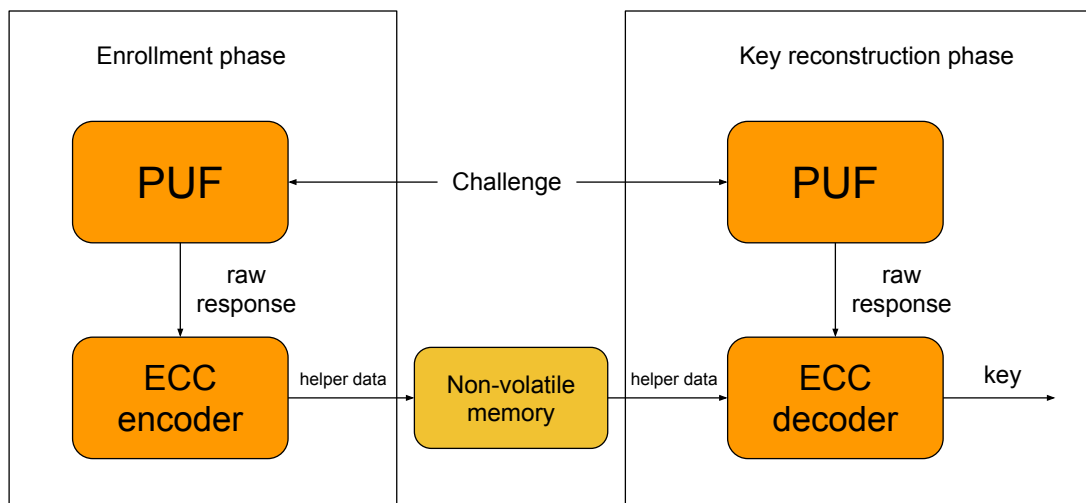 Enrollment phase
Key reconstruction phase
PUF
Challenge
PUF
raw
response
raw
response
ECC
encoder
helper data
Non-volatile
memory
helper data
ECC
decoder
key